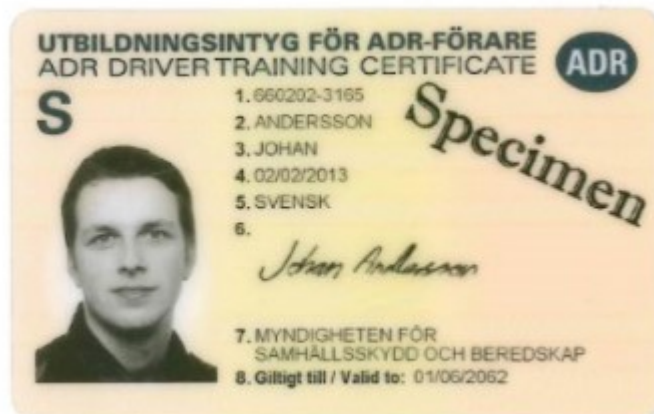 UTBILDNINGSINTYG FÖR ADR-FÖRARE
ADR DRIVER TRAINING CERTIFICATE
ADR
S
1. 660202-3165
2. ANDERSSON
3. JOHAN
4. 02/02/2013
5. SVENSK
6.
Johan Andersson
Specimen
7. MYNDIGHETEN FÖR
SAMHÄLLSSKYDD OCH BEREDSKAP
8. Giltigt till / Valid to: 01/06/2062